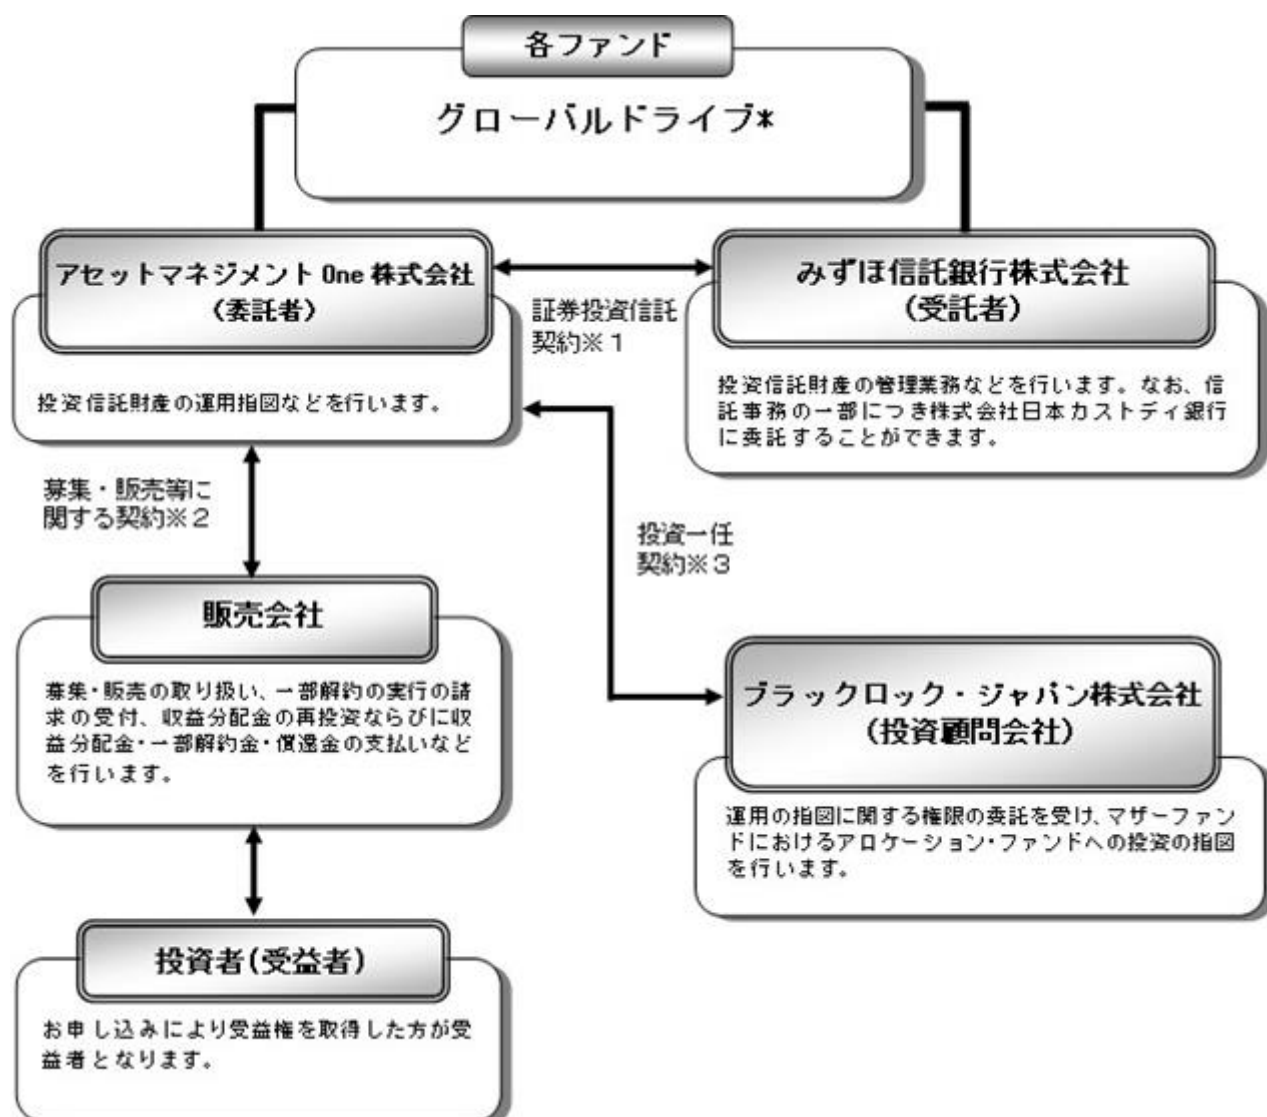 各ファンド
グローバルドライブ*
アセットマネジメント One 株式会社
(委託者)
投資信託財産の運用指図などを行います。
証券投資信託
契約※1
みずほ信託銀行株式会社
(受託者)
投資信託財産の管理業務などを行います。なお、信
託事務の一部につき株式会社日本カストディ銀行
に委託することができます。
募集・販売等に
関する契約※2
投資一任
契約※3
販売会社
募集・販売の取り扱い、一部解約の実行の請
求の受付、収益分配金の再投資ならびに収
益分配金・一部解約金・償還金の支払いなど
を行います。
ブラックロック・ジャパン株式会社
(投資顧問会社)
運用の指図に関する権限の委託を受け、マザーファン
ドにおけるアロケーション・ファンドへの投資の指図
を行います。
投資者(受益者)
お申し込みにより受益権を取得した方が受
益者となります。